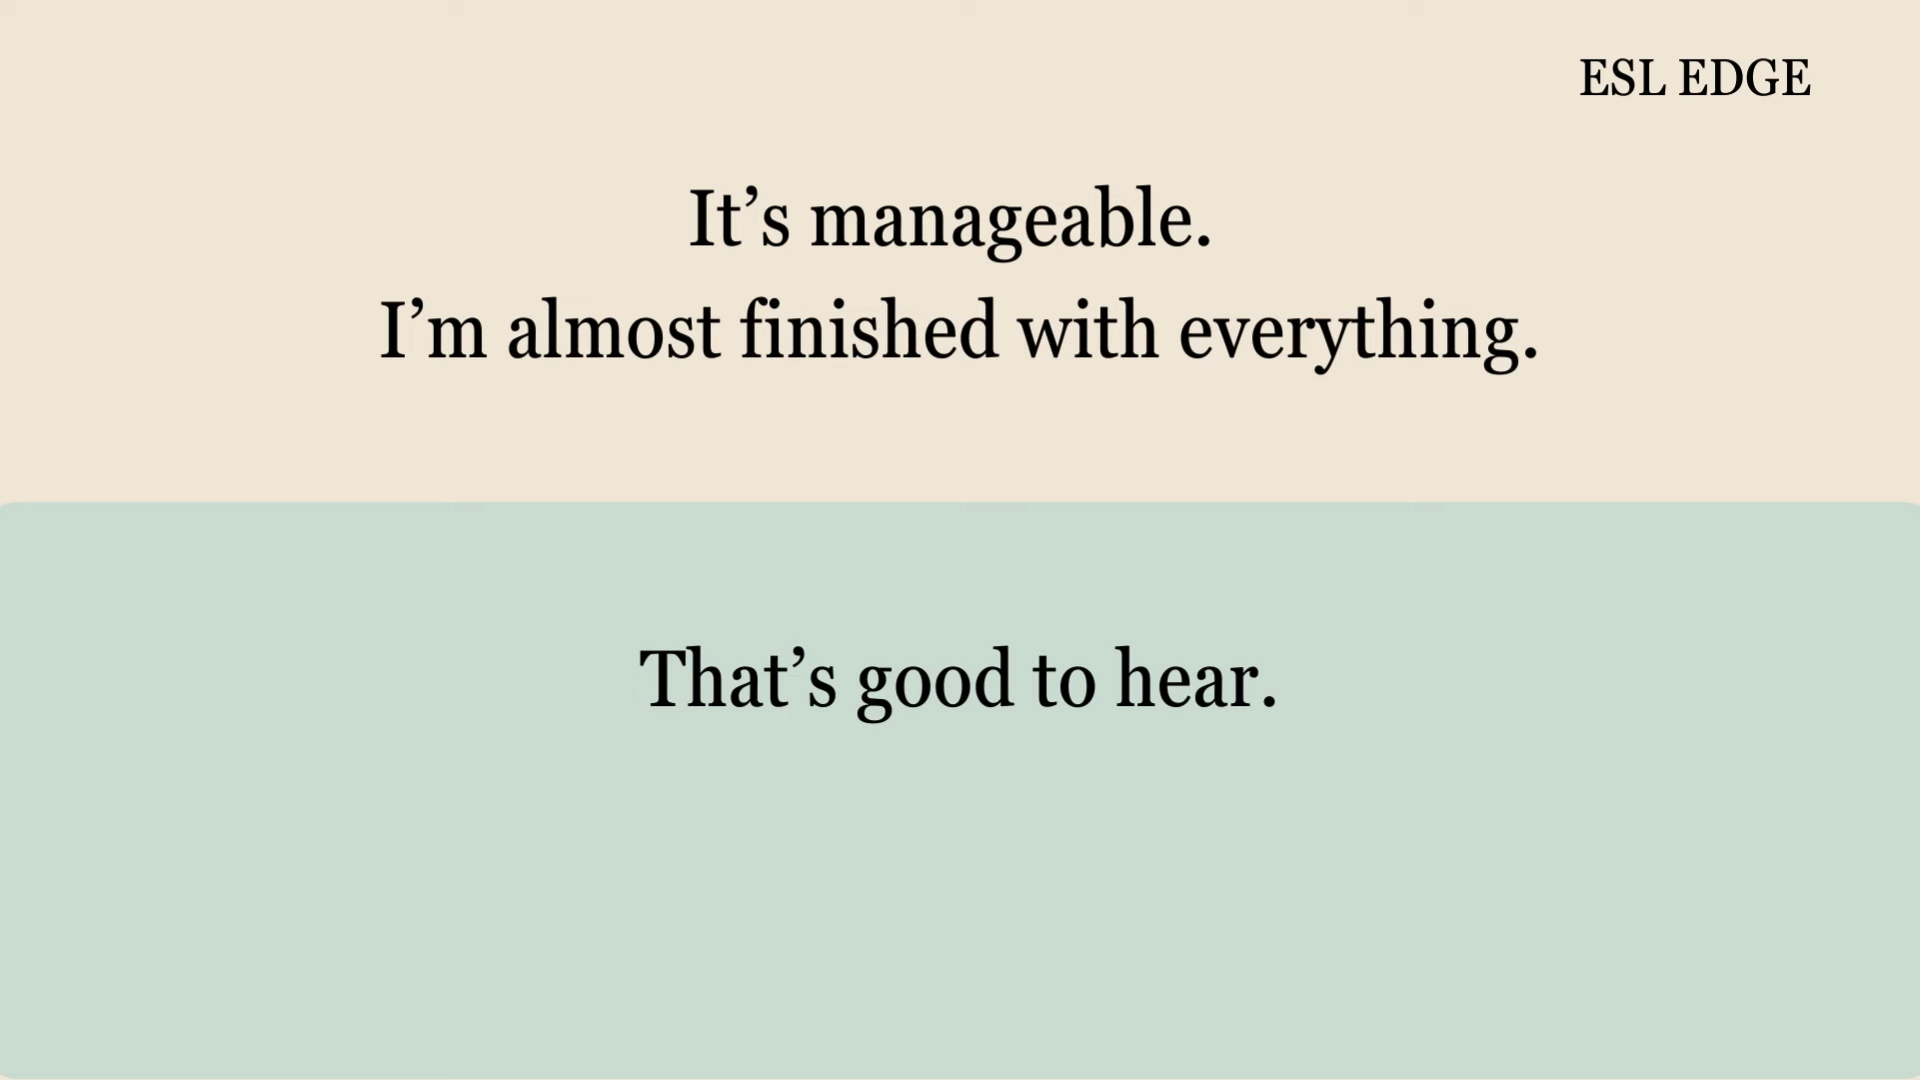 ESL EDGE
It’s manageable.
I’m almost finished with everything.
That’s good to hear.